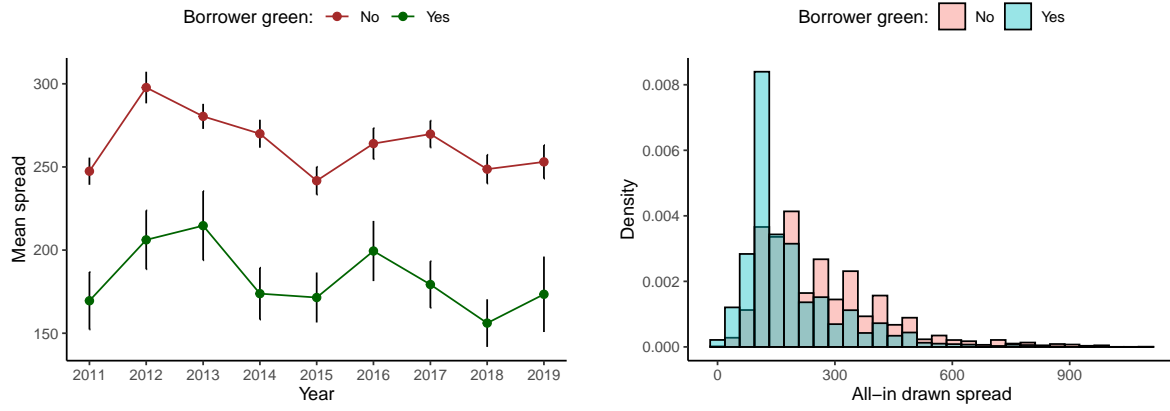 Borrower green: No Yes
300
250
200
150
Mean spread
2011 2012 2013 2014 2015 2016 2017 2018 2019
Year
Borrower green: No Yes
0.008
0.006
0.004
0.002
0.000
Density
0 300 600 900
All−in drawn spread